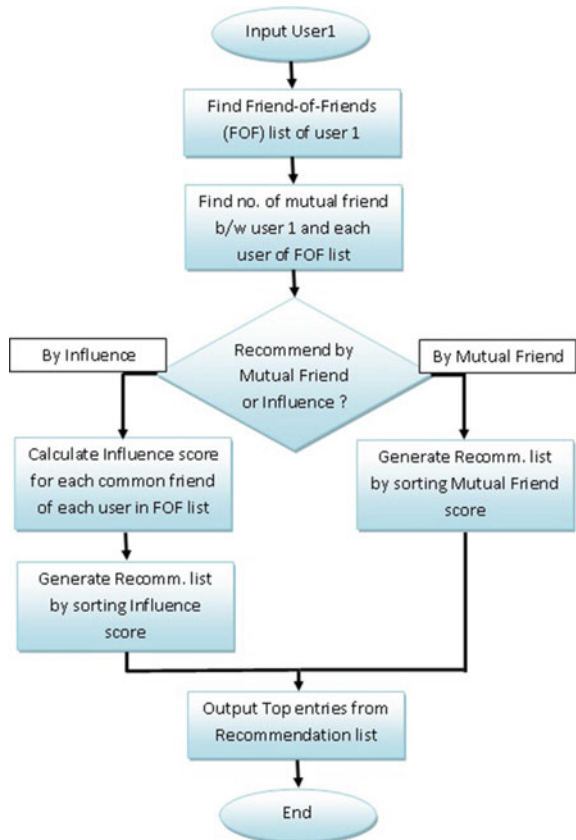 Input User1
Find Friend-of-Friends
(FOF) list of user 1
Find no. of mutual friend
b/w user 1 and each
user of FOF list
By Influence
Recommend by
Mutual Friend
or Influence ?
By Mutual Friend
Calculate Influence score
for each common friend
of each user in FOF list
Generate Recomm. list
by sorting Mutual Friend
score
Generate Recomm. list
by sorting Influence
score
Output Top entries from
Recommendation list
End